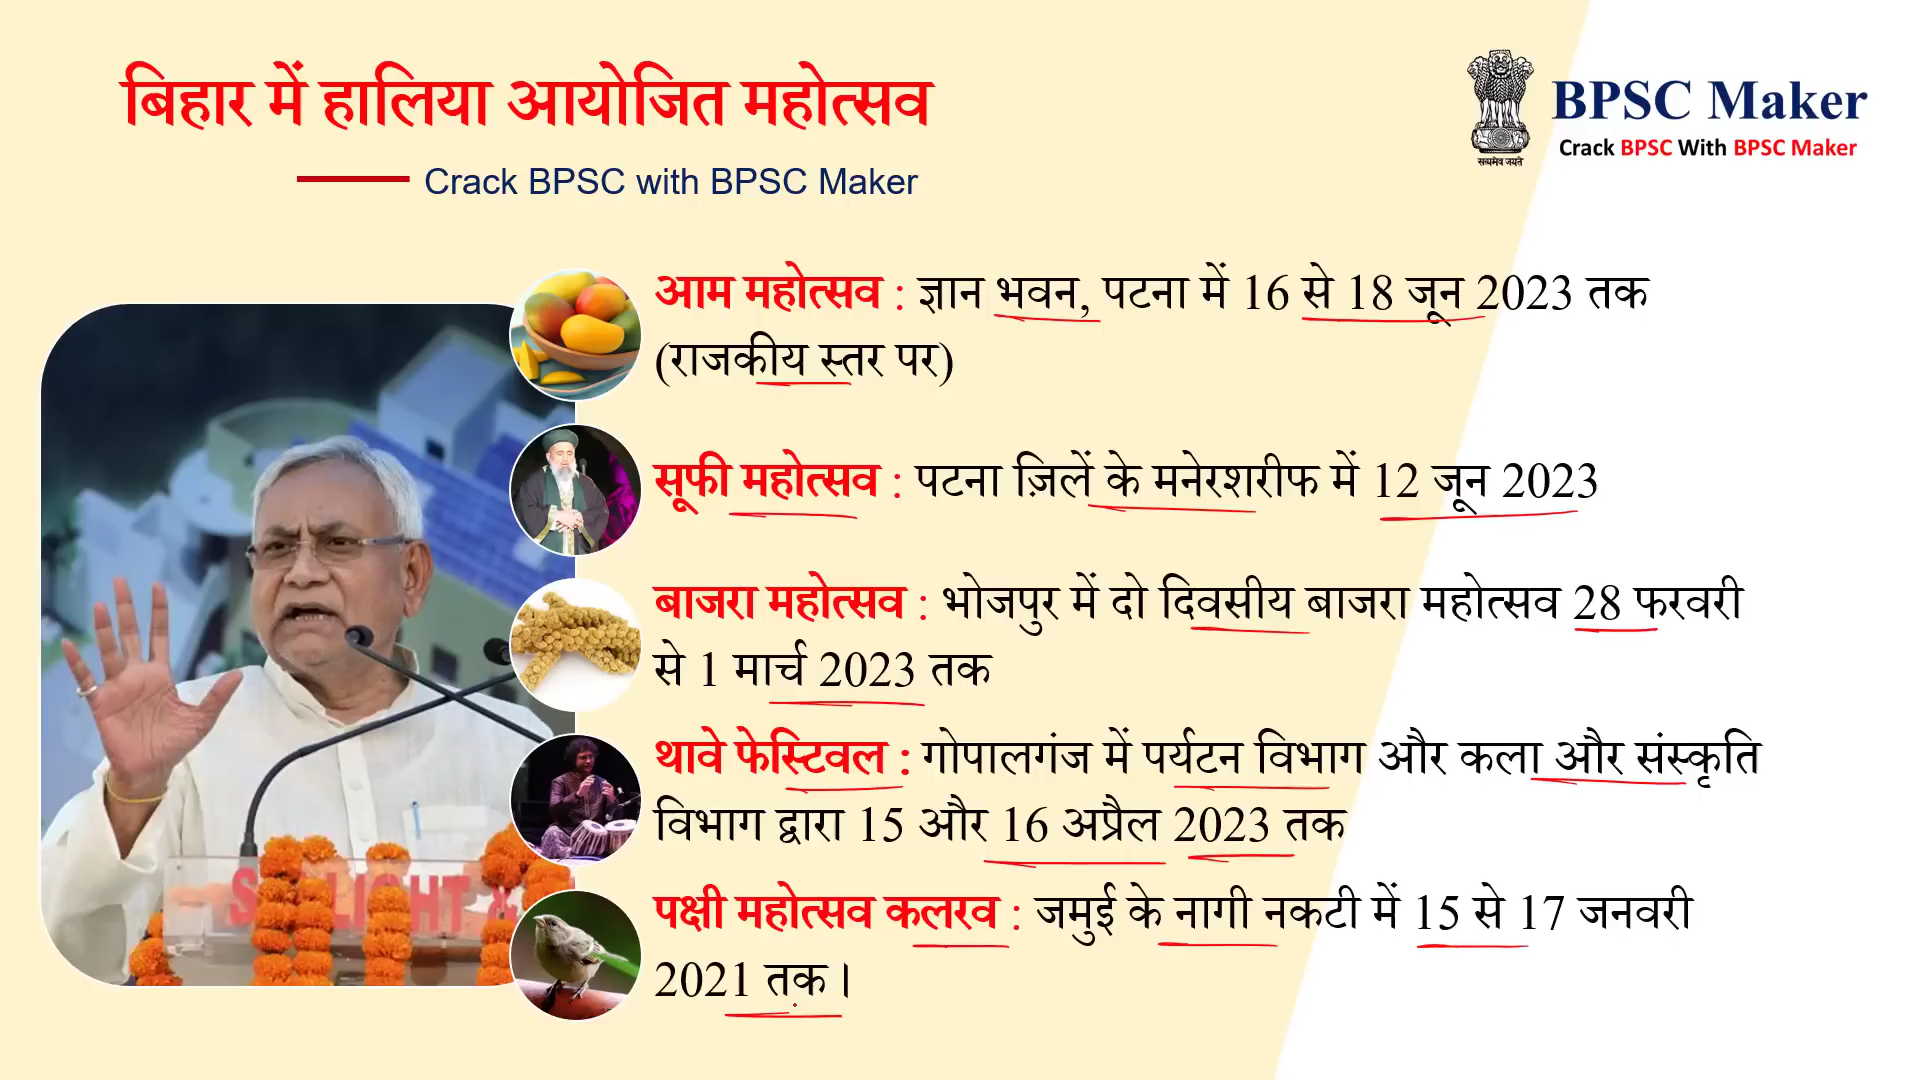 बिहार में हालिया आयोजित महोत्सव
Crack BPSC with BPSC Maker
सत्यमेव जयते
BPSC Maker
Crack BPSC With BPSC Maker
आम महोत्सव : ज्ञान भवन, पटना में 16 से 18 जून 2023 तक
(राजकीय स्तर पर)
सूफी महोत्सव : पटना ज़िलें के मनेरशरीफ में 12 जून 2023
बाजरा महोत्सव : भोजपुर में दो दिवसीय बाजरा महोत्सव 28 फरवरी
से 1 मार्च 2023 तक
थावे फेस्टिवल : गोपालगंज में पर्यटन विभाग और कला और संस्कृति
विभाग द्वारा 15 और 16 अप्रैल 2023 तक
पक्षी महोत्सव कलरव : जमुई के नागी नकटी में 15 से 17 जनवरी
2021 तक।